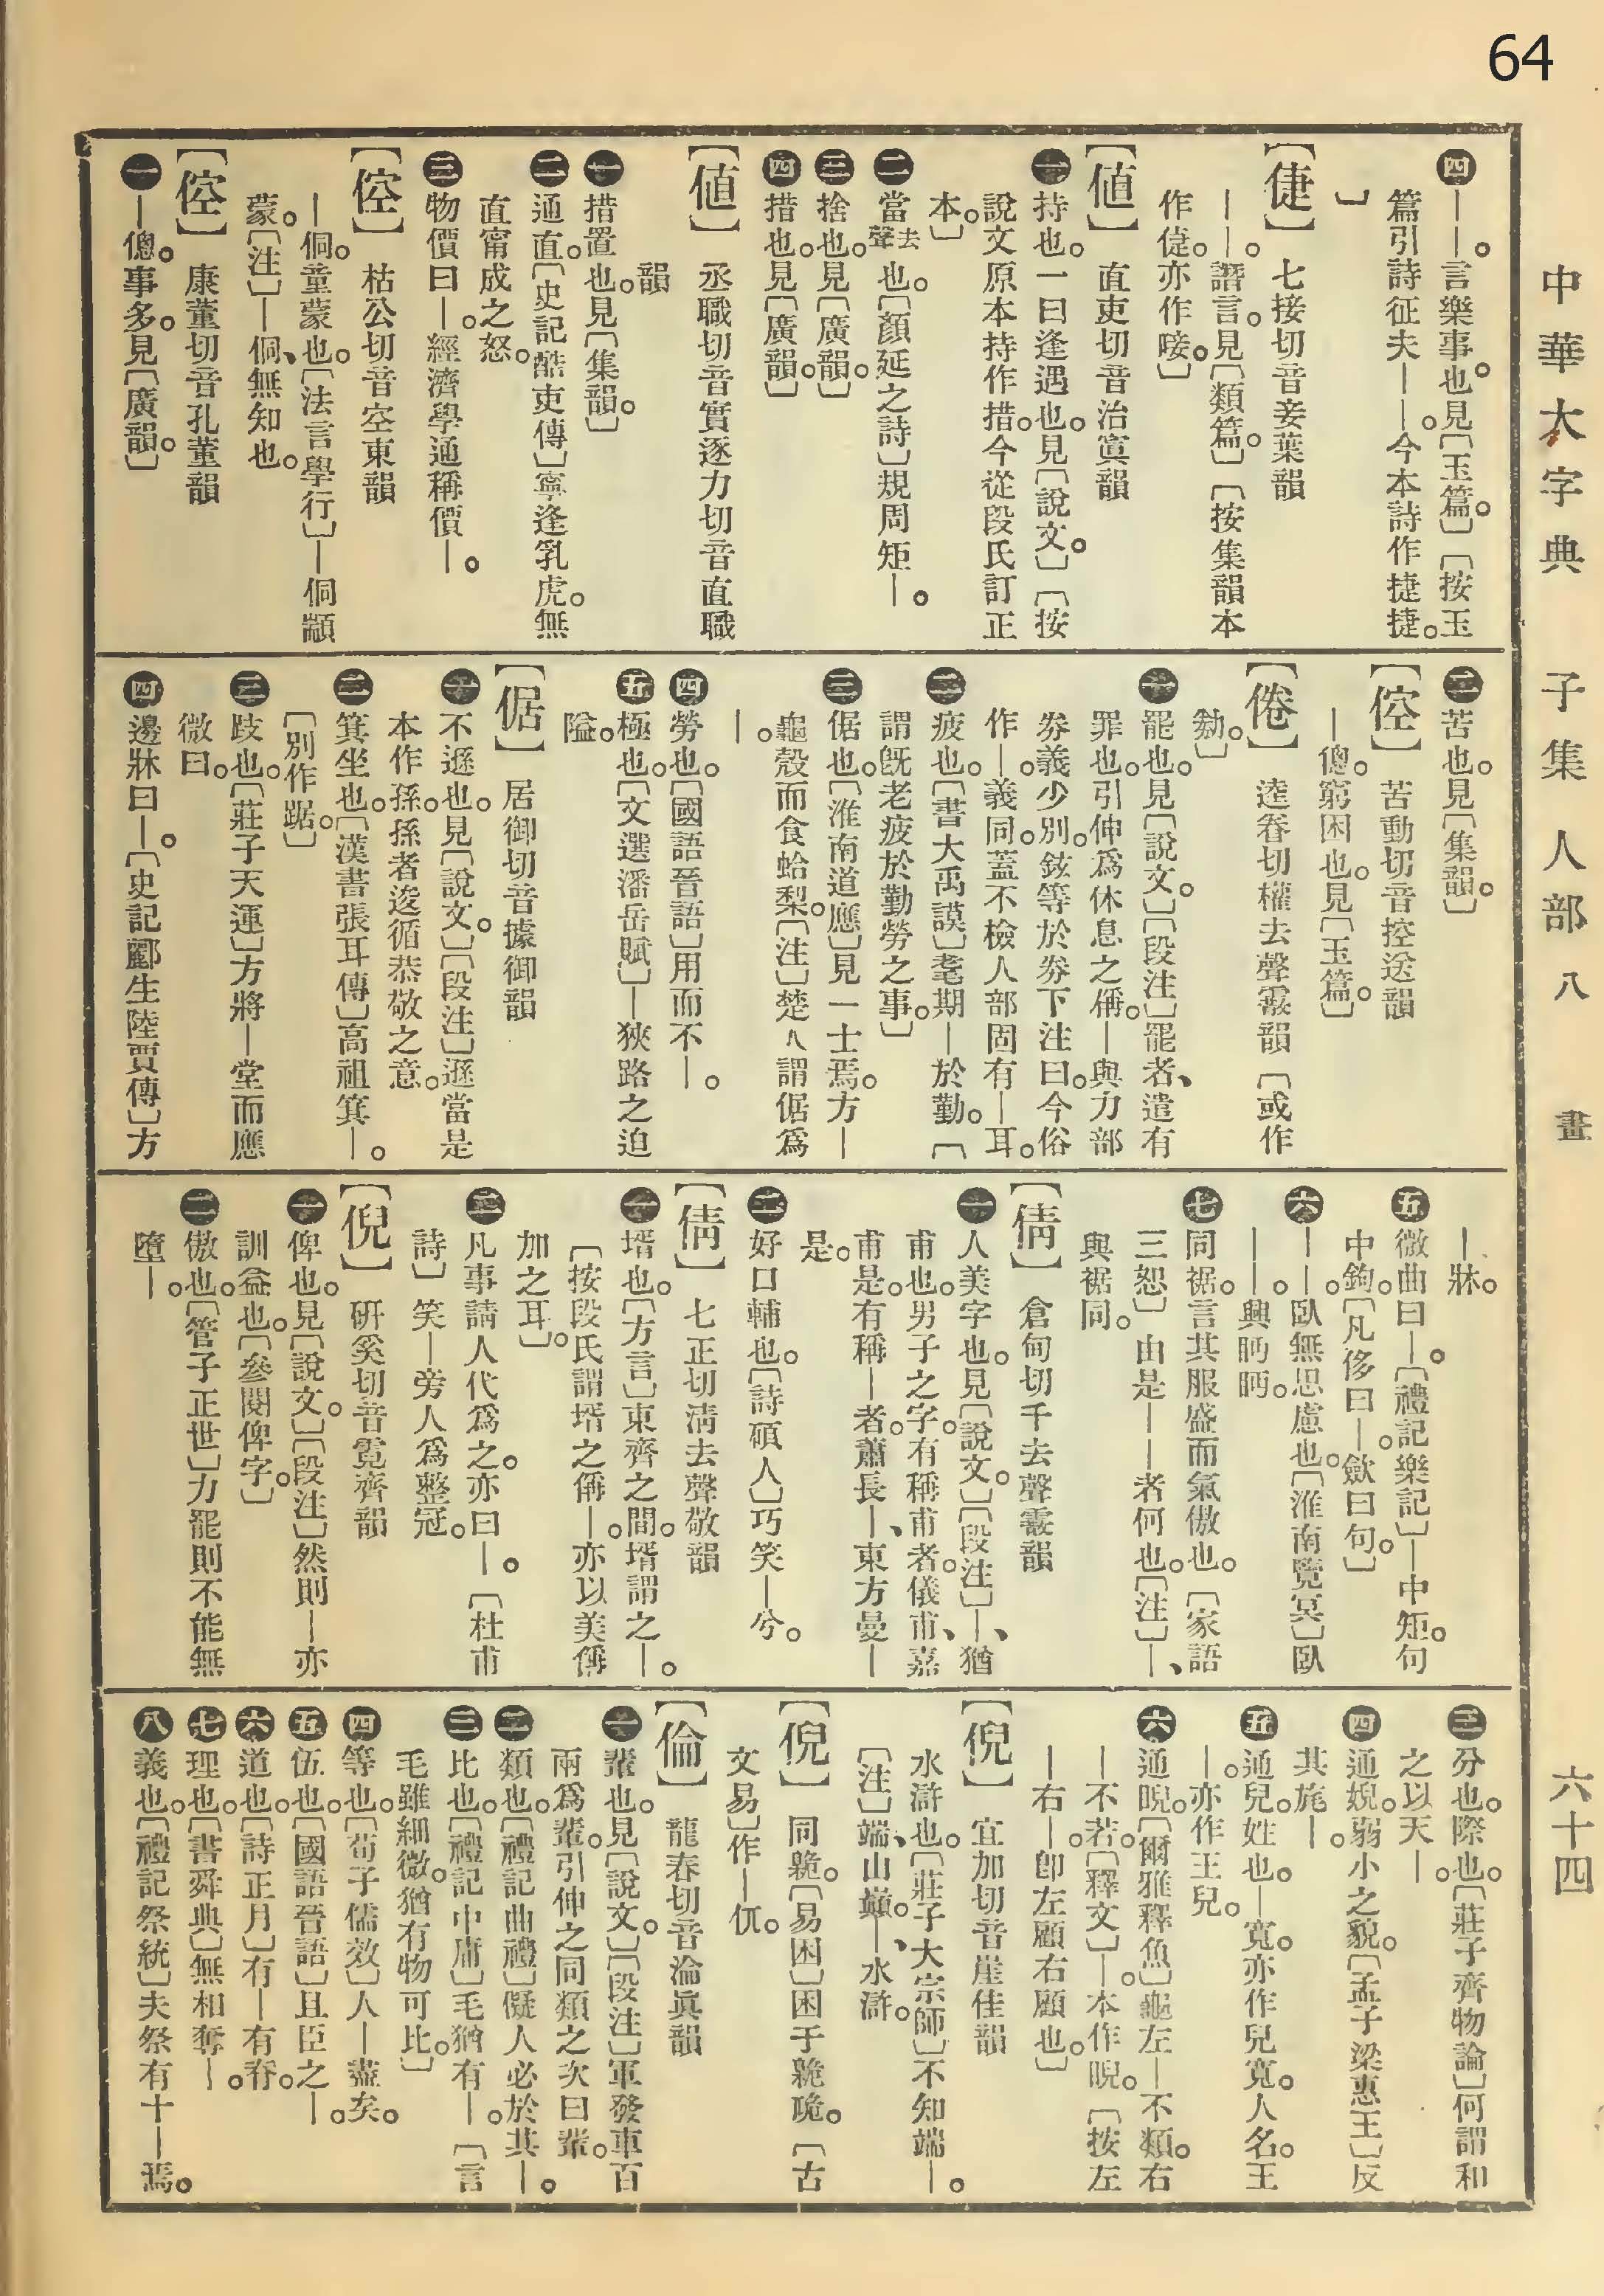 64
中華大字典　子集　人部　八畫　六十四
四｜｜。言樂事也。見〔玉篇。〕〔按玉
篇引詩征夫｜｜。今本詩作捷捷。
〕
【倢】七接切音妾葉韻
｜｜。譖言。見〔類篇。〕〔按集韻本
作偼。亦作唼。〕
【値】直吏切音治寘韻
一持也。一曰逢遇也。見〔說文。〕〔按
說文原本持作措。今從段氏訂正
本。〕
二當去聲也。〔顏延之詩〕規周矩｜。
三捨也。見〔廣韻。〕
四措也。見〔廣韻。〕
【値】丞職切音實逐力切音直職
韻
一措置也。見〔集韻。〕
二通直。〔史記酷吏傳〕寧逢乳虎。無
直甯成之怒。
三物價曰｜。經濟學通稱價｜。
【倥】枯公切音空東韻
｜侗。童蒙也。〔法言學行〕｜侗顓
蒙。〔注〕｜侗、無知也。
【倥】康董切音孔董韻
一｜傯。事多。見〔廣韻。〕
二苦也。見〔集韻。〕
【倥】苦動切音控送韻
｜傯。窮困也。見〔玉篇。〕
【倦】逵眷切權去聲霰韻〔或作
勌。〕
一罷也。見〔說文。〕〔段注〕罷者、遣有
罪也。引伸爲休息之稱。｜與力部
劵義少別。鉉等於劵下注曰。今俗
作｜。義同。蓋不檢人部固有｜耳。
二疲也。〔書大禹謨〕耄期｜於勤。〔
謂旣老疲於勤勞之事。〕
三倨也。〔淮南道應〕見一士焉。方｜
龜殼而食蛤梨。〔注〕楚人謂倨爲
｜。
四勞也。〔國語晉語〕用而不｜。
五極也。〔文選潘岳賦〕｜狹路之迫
隘。
【倨】居御切音據御韻
一不遜也。見〔說文。〕〔段注〕遜當是
本作孫。孫者逡循恭敬之意。
二箕坐也。〔漢書張耳傳〕高祖箕｜。
〔別作踞。〕
三歧也。〔莊子天運〕方將｜堂而應
微曰。
四邊牀曰｜。〔史記酈生陸賈傳〕方
｜牀。
五微曲曰｜。〔禮記樂記〕｜中矩。句
中鉤。〔凡侈曰｜。歛曰句。〕
六｜｜。臥無思慮也。〔淮南覽冥〕臥
｜｜。興眄眄。
七同裾。言其服盛而氣傲也。〔家語
三恕〕由是｜｜者何也。〔注〕｜、
與裾同。
【倩】倉甸切千去聲霰韻
一人美字也。見〔說文。〕〔段注〕｜、猶
甫也。男子之字有稱甫者。儀甫、嘉
甫是。有稱｜者。蕭長｜、東方曼｜
是。
二好口輔也。〔詩碩人〕巧笑｜兮。
【倩】七正切淸去聲敬韻
一壻也。〔方言〕東齊之間。壻謂之｜。
〔按段氏謂壻之稱｜。亦以美稱
加之耳。〕
二凡事請人代爲之。亦曰｜。〔杜甫
詩〕笑｜旁人爲整冠。
【倪】硏奚切音霓齊韻
一俾也。見〔說文。〕〔段注〕然則｜亦
訓益也。〔參閱俾字。〕
二傲也。〔管子正世〕力罷則不能無
墮｜。
三分也。際也。〔莊子齊物論〕何謂和
之以天｜。
四通婗。弱小之貌。〔孟子梁惠王〕反
其旄｜。
五通兒。姓也。｜寬。亦作兒寬。人名。王
｜。亦作王兒。
六通睨。〔爾雅釋魚〕龜左｜不類。右
｜不若。〔釋文〕｜。本作睨。〔按左
｜右｜。卽左顧右顧也。〕
【倪】宜加切音崖佳韻
水滸也。〔莊子大宗師〕不知端｜。
〔注〕端、山巔。｜、水滸。
【倪】同臲。〔易困〕困于臲卼。〔古
文易〕作｜㐳。
【倫】龍春切音淪眞韻
一輩也。見〔說文。〕〔段注〕軍發車百
兩爲輩。引伸之同類之次曰輩。
二類也。〔禮記曲禮〕儗人必於其｜。
三比也。〔禮記中庸〕毛猶有｜。〔言
毛雖細微。猶有物可比。〕
四等也。〔荀子儒效〕人｜盡矣。
五伍也。〔國語晉語〕且臣之｜。
六道也。〔詩正月〕有｜有脊。
七理也。〔書舜典〕無相奪｜。
八義也。〔禮記祭統〕夫祭有十｜焉。